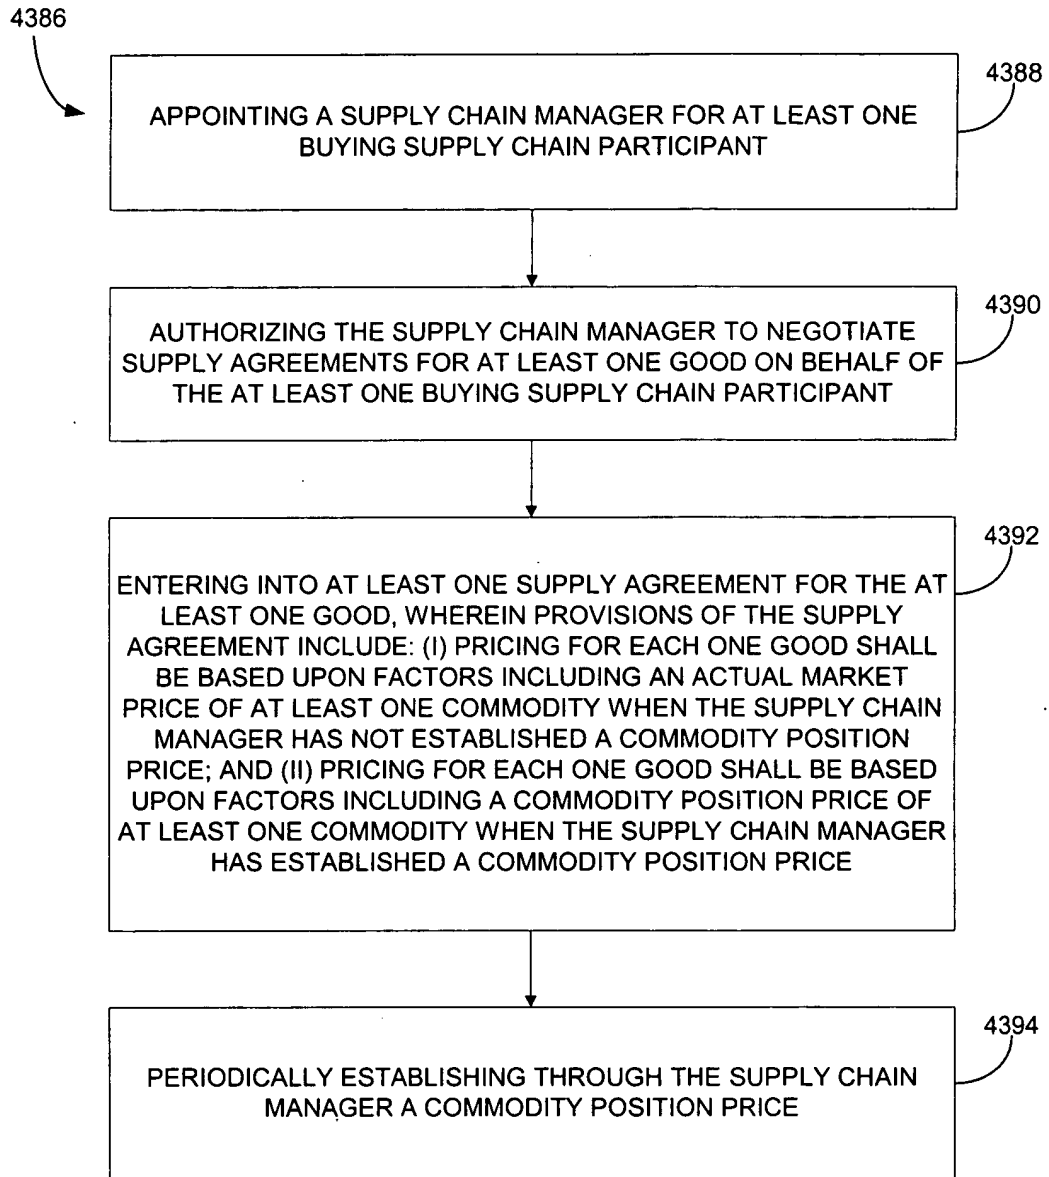 4386
4388
APPOINTING A SUPPLY CHAIN MANAGER FOR AT LEAST ONE
BUYING SUPPLY CHAIN PARTICIPANT
4390
AUTHORIZING THE SUPPLY CHAIN MANAGER TO NEGOTIATE
SUPPLY AGREEMENTS FOR AT LEAST ONE GOOD ON BEHALF OF
THE AT LEAST ONE BUYING SUPPLY CHAIN PARTICIPANT
4392
ENTERING INTO AT LEAST ONE SUPPLY AGREEMENT FOR THE AT
LEAST ONE GOOD, WHEREIN PROVISIONS OF THE SUPPLY
AGREEMENT INCLUDE: (I) PRICING FOR EACH ONE GOOD SHALL
BE BASED UPON FACTORS INCLUDING AN ACTUAL MARKET
PRICE OF AT LEAST ONE COMMODITY WHEN THE SUPPLY CHAIN
MANAGER HAS NOT ESTABLISHED A COMMODITY POSITION
PRICE; AND (II) PRICING FOR EACH ONE GOOD SHALL BE BASED
UPON FACTORS INCLUDING A COMMODITY POSITION PRICE OF
AT LEAST ONE COMMODITY WHEN THE SUPPLY CHAIN MANAGER
HAS ESTABLISHED A COMMODITY POSITION PRICE
4394
PERIODICALLY ESTABLISHING THROUGH THE SUPPLY CHAIN
MANAGER A COMMODITY POSITION PRICE